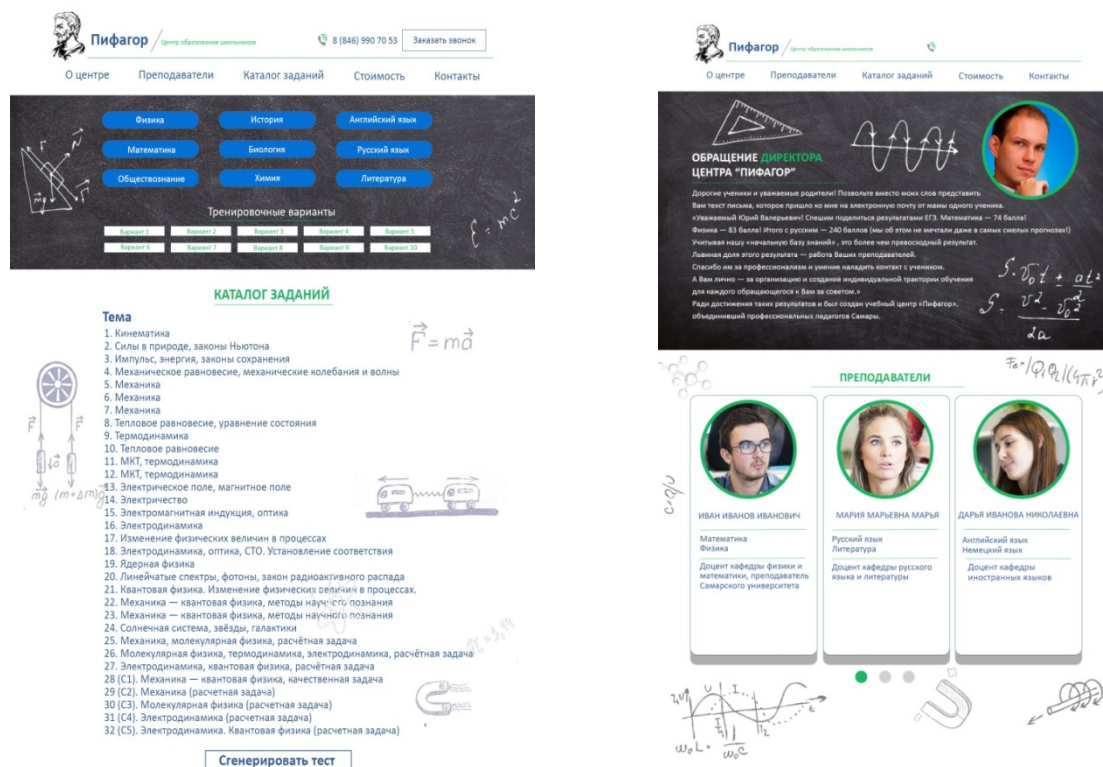 Пифагор
Центр образования школьников
8 (846) 990 70 53
Заказать звонок
О центре Преподаватели Каталог заданий Стоимость Контакты
Физика История Английский язык
Математика Биология Русский язык
Обществознание Химия Литература
Тренировочные варианты
Вариант 1 Вариант 2 Вариант 3 Вариант 4 Вариант 5
Вариант 6 Вариант 7 Вариант 8 Вариант 9 Вариант 10
E = mc²
КАТАЛОГ ЗАДАНИЙ
Тема
F = ma
1. Кинематика
2. Силы в природе, законы Ньютона
3. Импульс, энергия, законы сохранения
4. Механическое равновесие, механические колебания и волны
5. Механика
6. Механика
7. Механика
8. Тепловое равновесие, уравнение состояния
9. Термодинамика
10. Тепловое равновесие
11. МКТ, термодинамика
12. МКТ, термодинамика
13. Электрическое поле, магнитное поле
14. Электричество
15. Электромагнитная индукция, оптика
16. Электродинамика
17. Изменение физических величин в процессах
18. Электродинамика, оптика, СТО. Установление соответствия
19. Ядерная физика
20. Линейчатые спектры, фотоны, закон радиоактивного распада
21. Квантовая физика. Изменение физических величин в процессах.
22. Механика — квантовая физика, методы научного познания
23. Механика — квантовая физика, методы научного познания
24. Солнечная система, звёзды, галактики
25. Механика, молекулярная физика, расчётная задача
26. Молекулярная физика, термодинамика, электродинамика, расчётная задача
27. Электродинамика, квантовая физика, расчётная задача
28 (С1). Механика — квантовая физика, качественная задача
29 (С2). Механика (расчетная задача)
30 (С3). Молекулярная физика (расчетная задача)
31 (С4). Электродинамика (расчетная задача)
32 (С5). Электродинамика. Квантовая физика (расчетная задача)
mg (m+Δm)g
π = 3,14
Сгенерировать тест
Пифагор
Центр образования школьников
О центре Преподаватели Каталог заданий Стоимость Контакты
ОБРАЩЕНИЕ ДИРЕКТОРА
ЦЕНТРА "ПИФАГОР"
Дорогие ученики и уважаемые родители! Позвольте вместо моих слов представить
Вам текст письма, которое пришло ко мне на электронную почту от мамы одного ученика.
«Уважаемый Юрий Валерьевич! Спешим поделиться результатами ЕГЭ. Математика — 74 балла!
Физика — 83 балла! Итого с русским — 240 баллов (мы об этом не мечтали даже в самых смелых прогнозах!)
Учитывая нашу «начальную базу знаний» , это более чем превосходный результат.
Львиная доля этого результата — работа Ваших преподавателей.
Спасибо им за профессионализм и умение наладить контакт с учеником.
А Вам лично — за организацию и создание индивидуальной траектории обучения
для каждого обращающегося к Вам за советом.»
Ради достижения таких результатов и был создан учебный центр «Пифагор»,
объединивший профессиональных педагогов Самары.
ПРЕПОДАВАТЕЛИ
ИВАН ИВАНОВ ИВАНОВИЧ
Математика
Физика
Доцент кафедры физики и
математики, преподаватель
Самарского университета
МАРИЯ МАРЬЕВНА МАРЬЯ
Русский язык
Литература
Доцент кафедры русского
языка и литературы
ДАРЬЯ ИВАНОВА НИКОЛАЕВНА
Английский язык
Немецкий язык
Доцент кафедры
иностранных языков